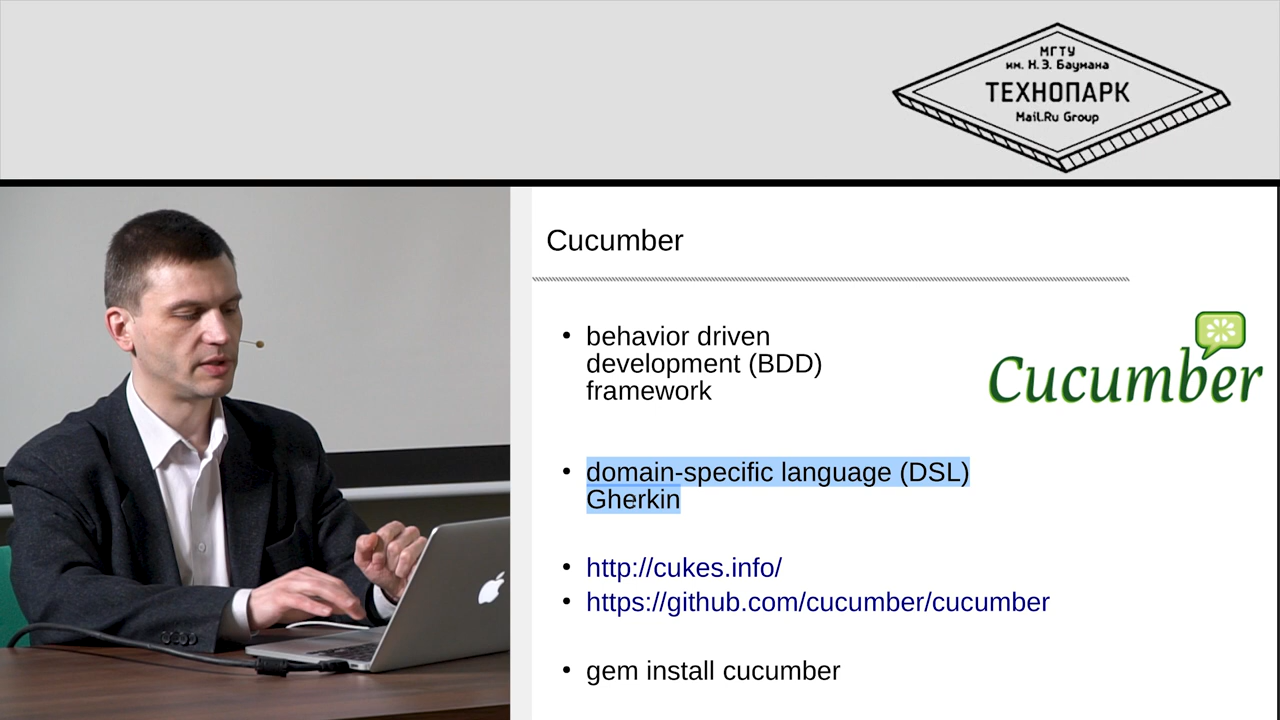 МГТУ
им. Н.Э. Баумана
ТЕХНОПАРК
Mail.Ru Group
Cucumber
• behavior driven
development (BDD)
framework
Cucumber
• domain-specific language (DSL)
Gherkin
• http://cukes.info/
• https://github.com/cucumber/cucumber
• gem install cucumber